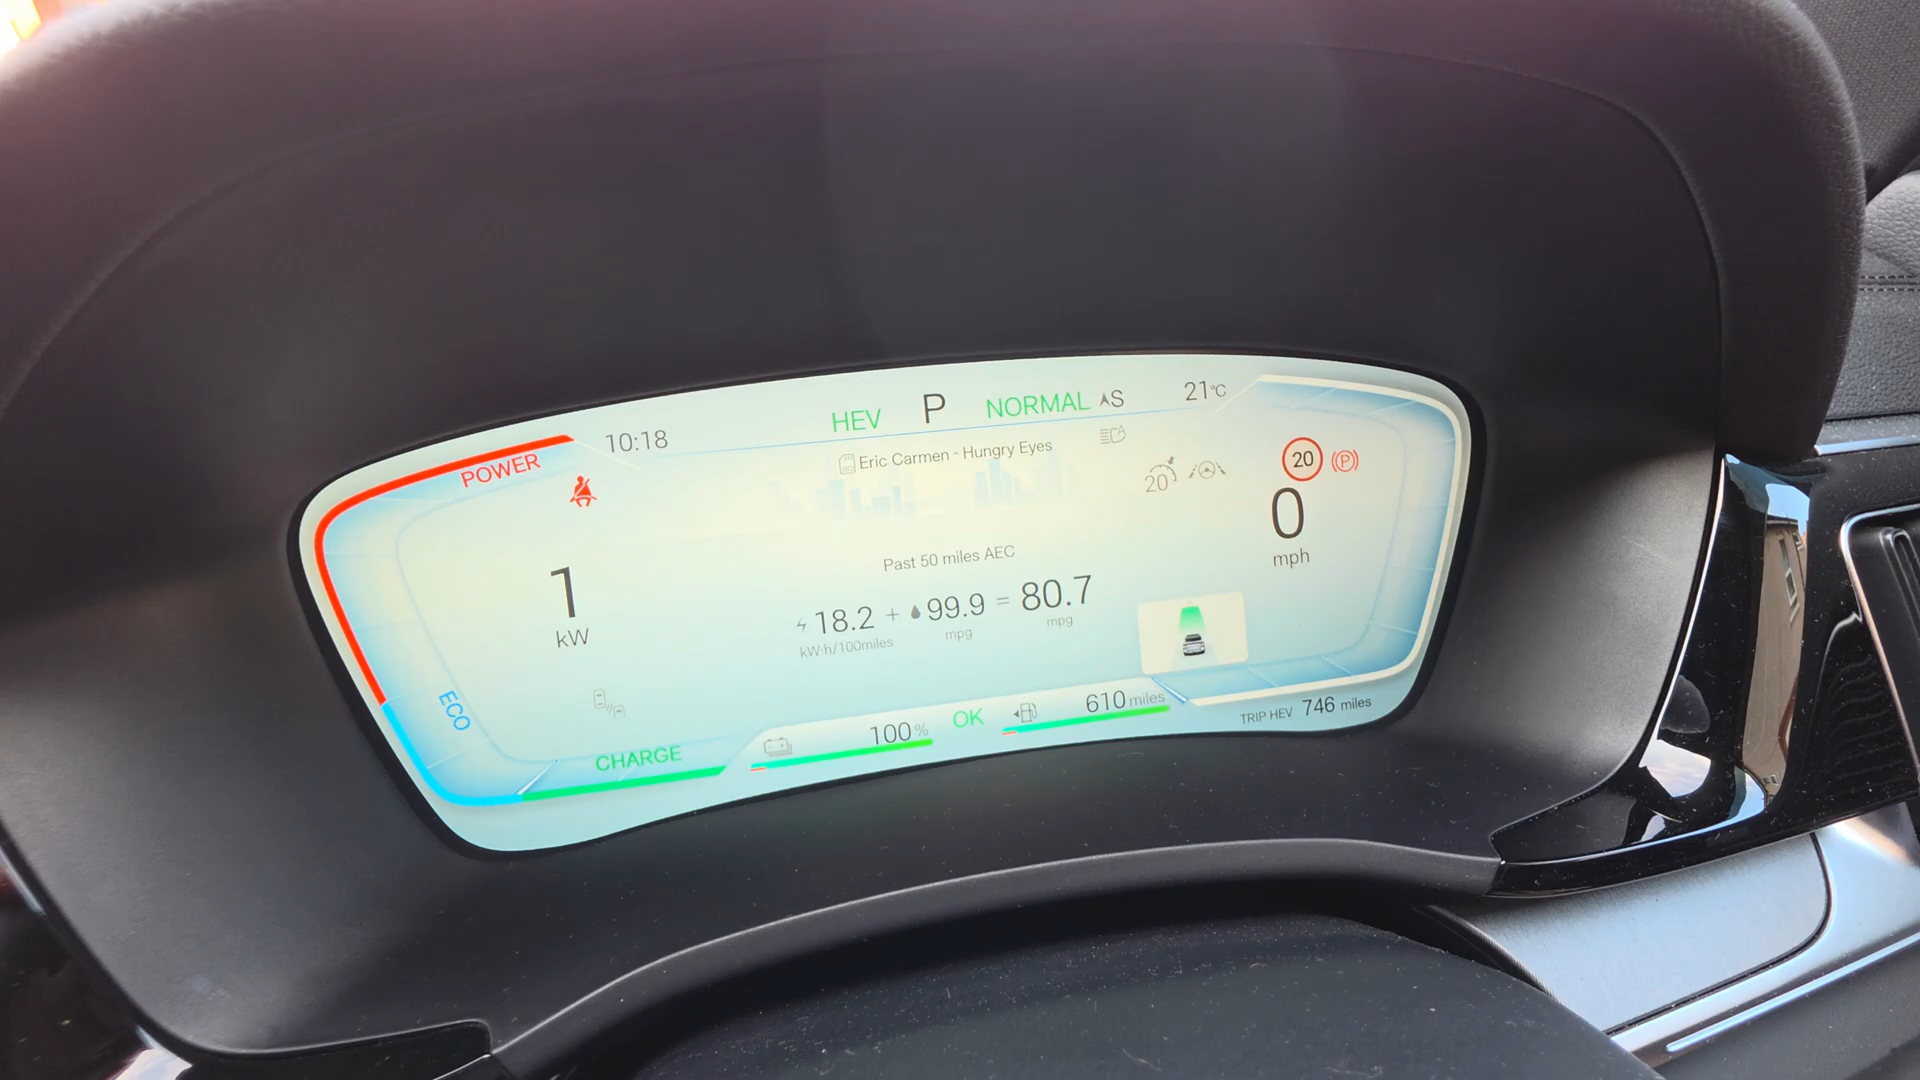 HEV P NORMAL S 21°C
10:18
POWER
Eric Carmen - Hungry Eyes
A
20
20 (P)
0
mph
1
kW
Past 50 miles AEC
18.2 + 99.9 = 80.7
kW·h/100miles mpg mpg
ECO
CHARGE
100%
OK
610 miles
TRIP HEV 746 miles